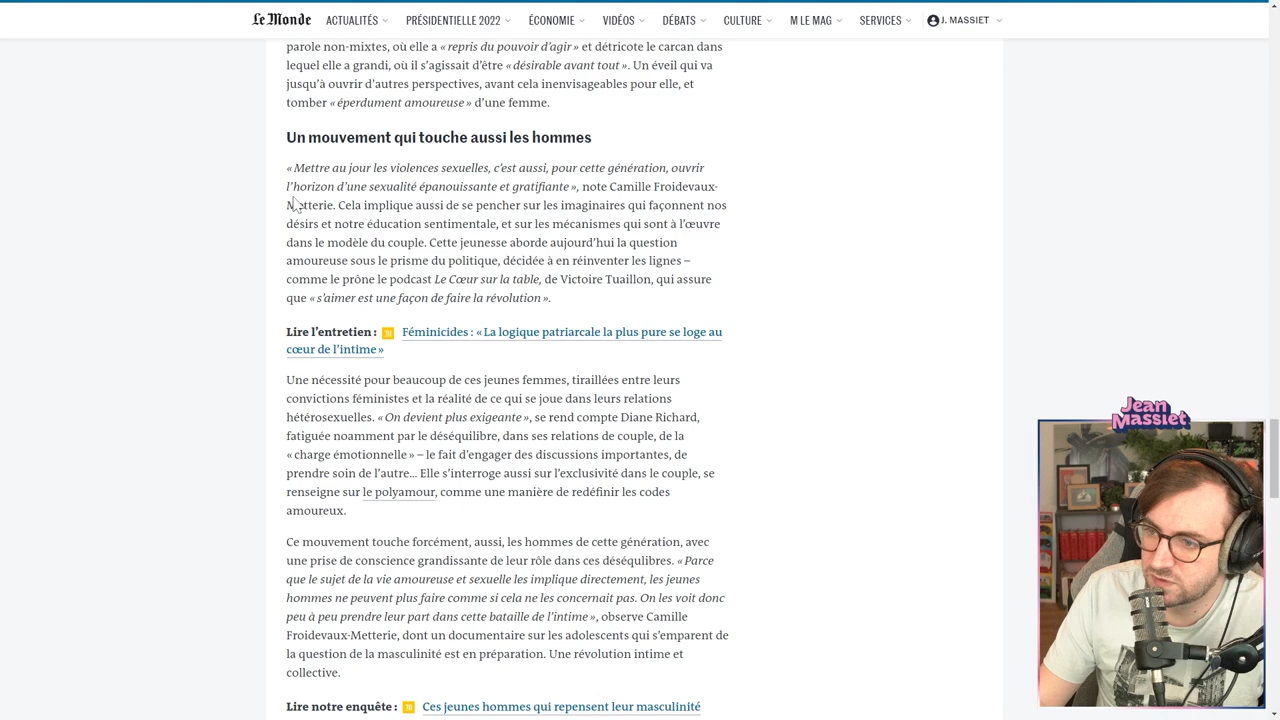 Le Monde ACTUALITÉS PRÉSIDENTIELLE 2022 ÉCONOMIE VIDÉOS DÉBATS CULTURE M LE MAG SERVICES J. MASSIET
parole non-mixtes, où elle a « repris du pouvoir d’agir » et détricote le carcan dans
lequel elle a grandi, où il s’agissait d’être « désirable avant tout ». Un éveil qui va
jusqu’à ouvrir d’autres perspectives, avant cela inenvisageables pour elle, et
tomber « éperdument amoureuse » d’une femme.
Un mouvement qui touche aussi les hommes
« Mettre au jour les violences sexuelles, c’est aussi, pour cette génération, ouvrir
l’horizon d’une sexualité épanouissante et gratifiante », note Camille Froidevaux-
Metterie. Cela implique aussi de se pencher sur les imaginaires qui façonnent nos
désirs et notre éducation sentimentale, et sur les mécanismes qui sont à l’œuvre
dans le modèle du couple. Cette jeunesse aborde aujourd’hui la question
amoureuse sous le prisme du politique, décidée à en réinventer les lignes –
comme le prône le podcast Le Cœur sur la table, de Victoire Tuaillon, qui assure
que « s’aimer est une façon de faire la révolution ».
Lire l’entretien : Féminicides : « La logique patriarcale la plus pure se loge au
cœur de l’intime »
Une nécessité pour beaucoup de ces jeunes femmes, tiraillées entre leurs
convictions féministes et la réalité de ce qui se joue dans leurs relations
hétérosexuelles. « On devient plus exigeante », se rend compte Diane Richard,
fatiguée noamment par le déséquilibre, dans ses relations de couple, de la
« charge émotionnelle » – le fait d’engager des discussions importantes, de
prendre soin de l’autre… Elle s’interroge aussi sur l’exclusivité dans le couple, se
renseigne sur le polyamour, comme une manière de redéfinir les codes
amoureux.
Ce mouvement touche forcément, aussi, les hommes de cette génération, avec
une prise de conscience grandissante de leur rôle dans ces déséqulibres. « Parce
que le sujet de la vie amoureuse et sexuelle les implique directement, les jeunes
hommes ne peuvent plus faire comme si cela ne les concernait pas. On les voit donc
peu à peu prendre leur part dans cette bataille de l’intime », observe Camille
Froidevaux-Metterie, dont un documentaire sur les adolescents qui s’emparent de
la question de la masculinité est en préparation. Une révolution intime et
collective.
Lire notre enquête : Ces jeunes hommes qui repensent leur masculinité
Jean
Massiet